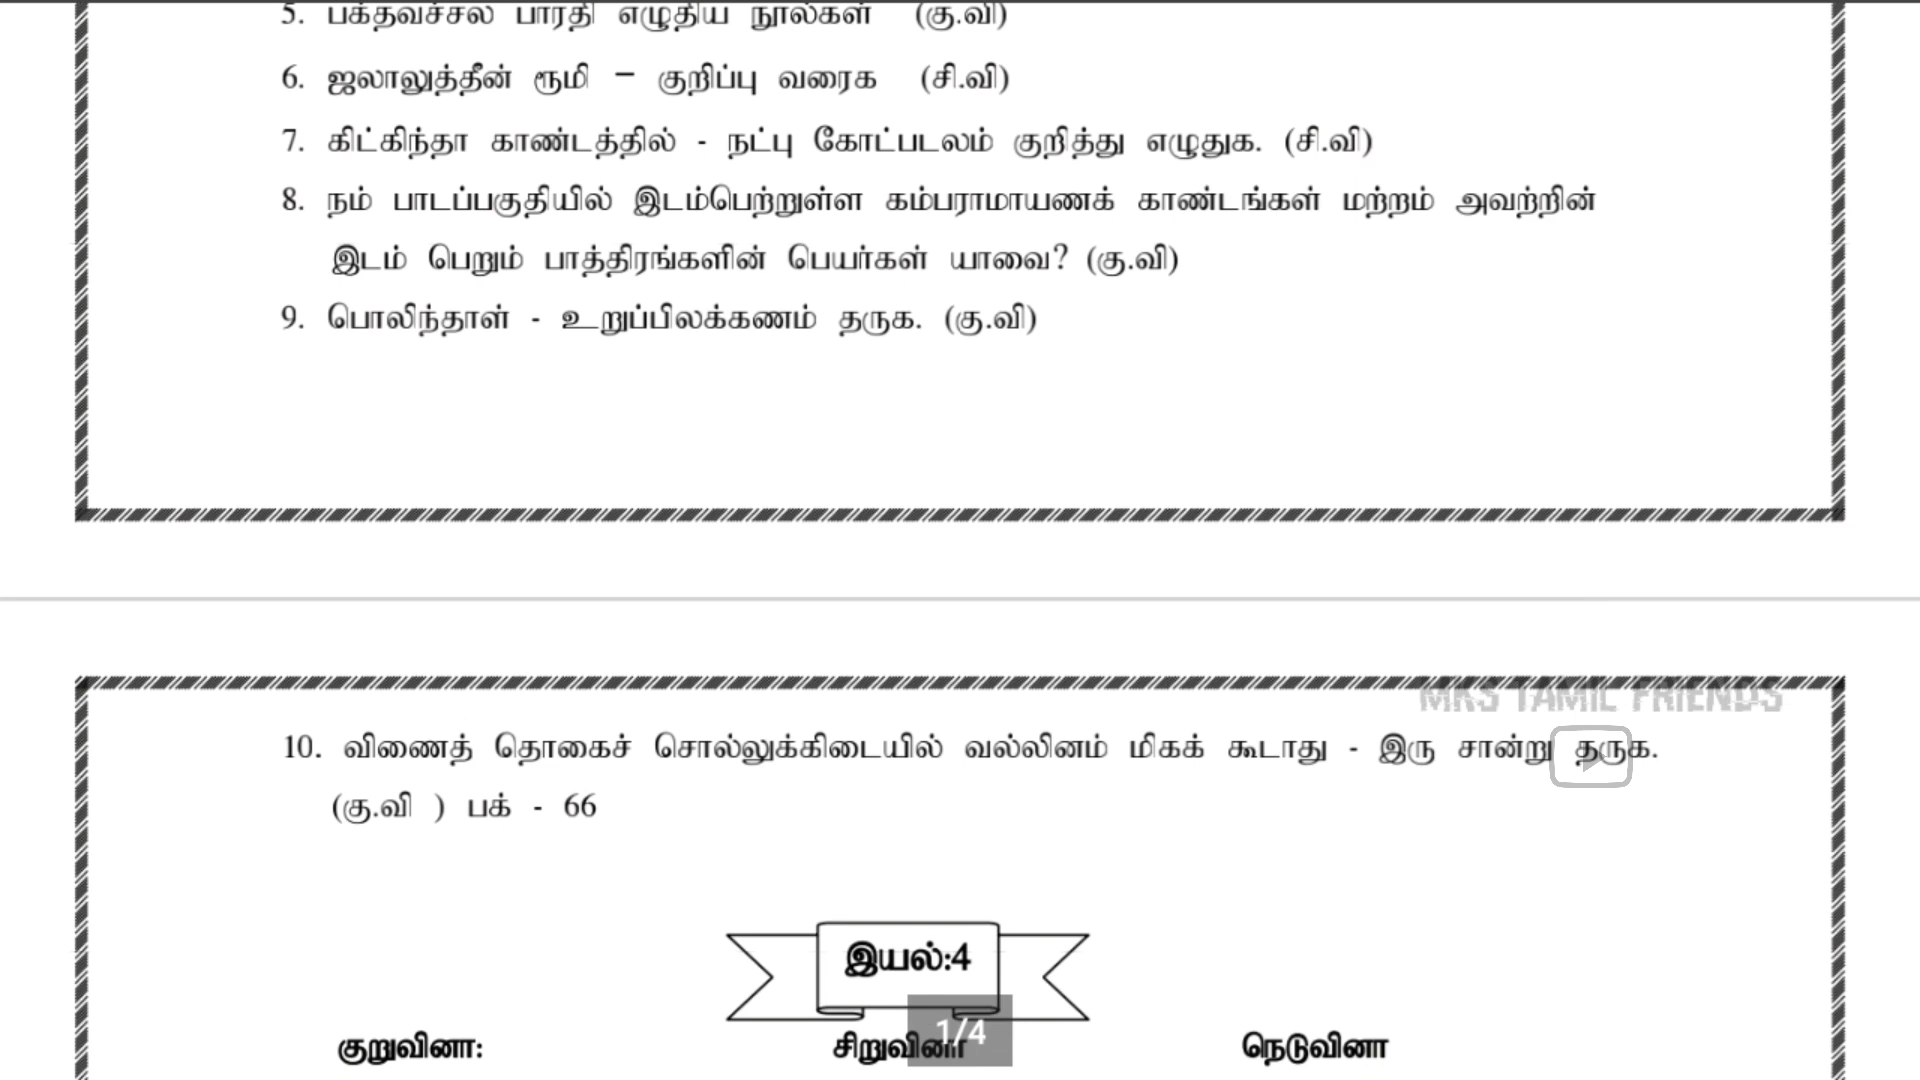 5. பக்தவச்சல பாரதி எழுதிய நூல்கள் (கு.வி)
6. ஜலாலுத்தீன் ரூமி – குறிப்பு வரைக (சி.வி)
7. கிட்கிந்தா காண்டத்தில் - நட்பு கோட்படலம் குறித்து எழுதுக. (சி.வி)
8. நம் பாடப்பகுதியில் இடம்பெற்றுள்ள கம்பராமாயணக் காண்டங்கள் மற்றம் அவற்றின்
இடம் பெறும் பாத்திரங்களின் பெயர்கள் யாவை? (கு.வி)
9. பொலிந்தாள் - உறுப்பிலக்கணம் தருக. (கு.வி)
MKS TAMIL FRIENDS
10. விணைத் தொகைச் சொல்லுக்கிடையில் வல்லினம் மிகக் கூடாது - இரு சான்று தருக.
(கு.வி ) பக் - 66
இயல்:4
1/4
குறுவினா: சிறுவினா நெடுவினா